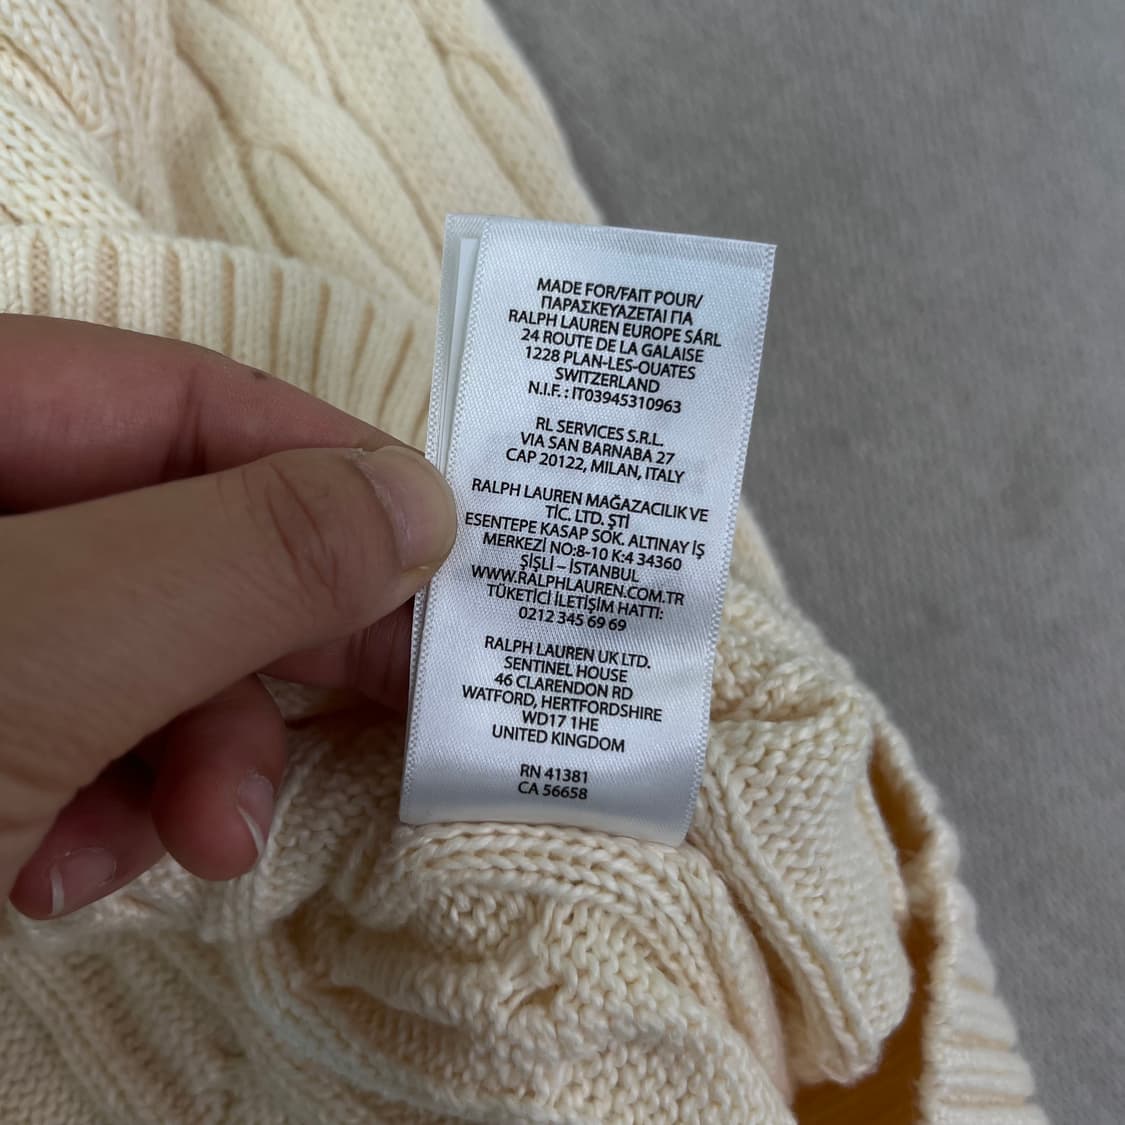 MADE FOR/FAIT POUR/
ΠΑΡΑΣΚΕΥΑΖΕΤΑΙ ΓΙΑ
RALPH LAUREN EUROPE SÁRL
24 ROUTE DE LA GALAISE
1228 PLAN-LES-OUATES
SWITZERLAND
N.I.F. : IT03945310963
RL SERVICES S.R.L.
VIA SAN BARNABA 27
CAP 20122, MILAN, ITALY
RALPH LAUREN MAĞAZACILIK VE
TİC. LTD. ŞTİ
ESENTEPE KASAP SOK. ALTINAY İŞ
MERKEZİ NO:8-10 K:4 34360
ŞİŞLİ – İSTANBUL
WWW.RALPHLAUREN.COM.TR
TÜKETİCİ İLETİŞİM HATTI:
0212 345 69 69
RALPH LAUREN UK LTD.
SENTINEL HOUSE
46 CLARENDON RD
WATFORD, HERTFORDSHIRE
WD17 1HE
UNITED KINGDOM
RN 41381
CA 56658